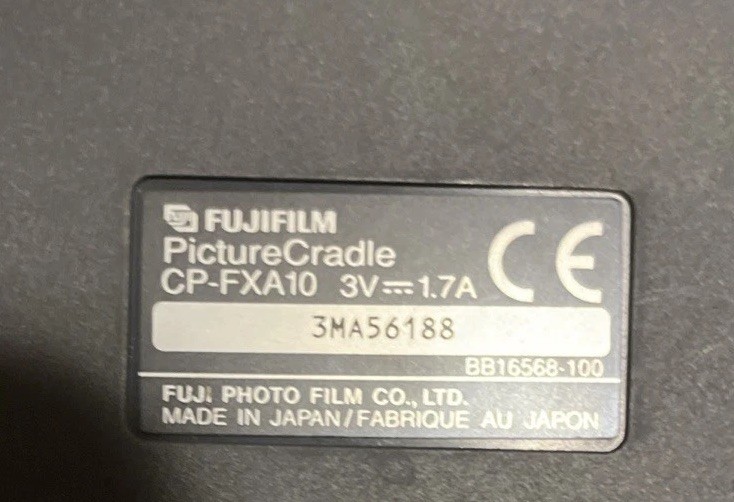 FUJIFILM
PictureCradle
CP-FXA10 3V⎓1.7A CE
3MA56188
BB16568-100
FUJI PHOTO FILM CO., LTD.
MADE IN JAPAN/FABRIQUE AU JAPON